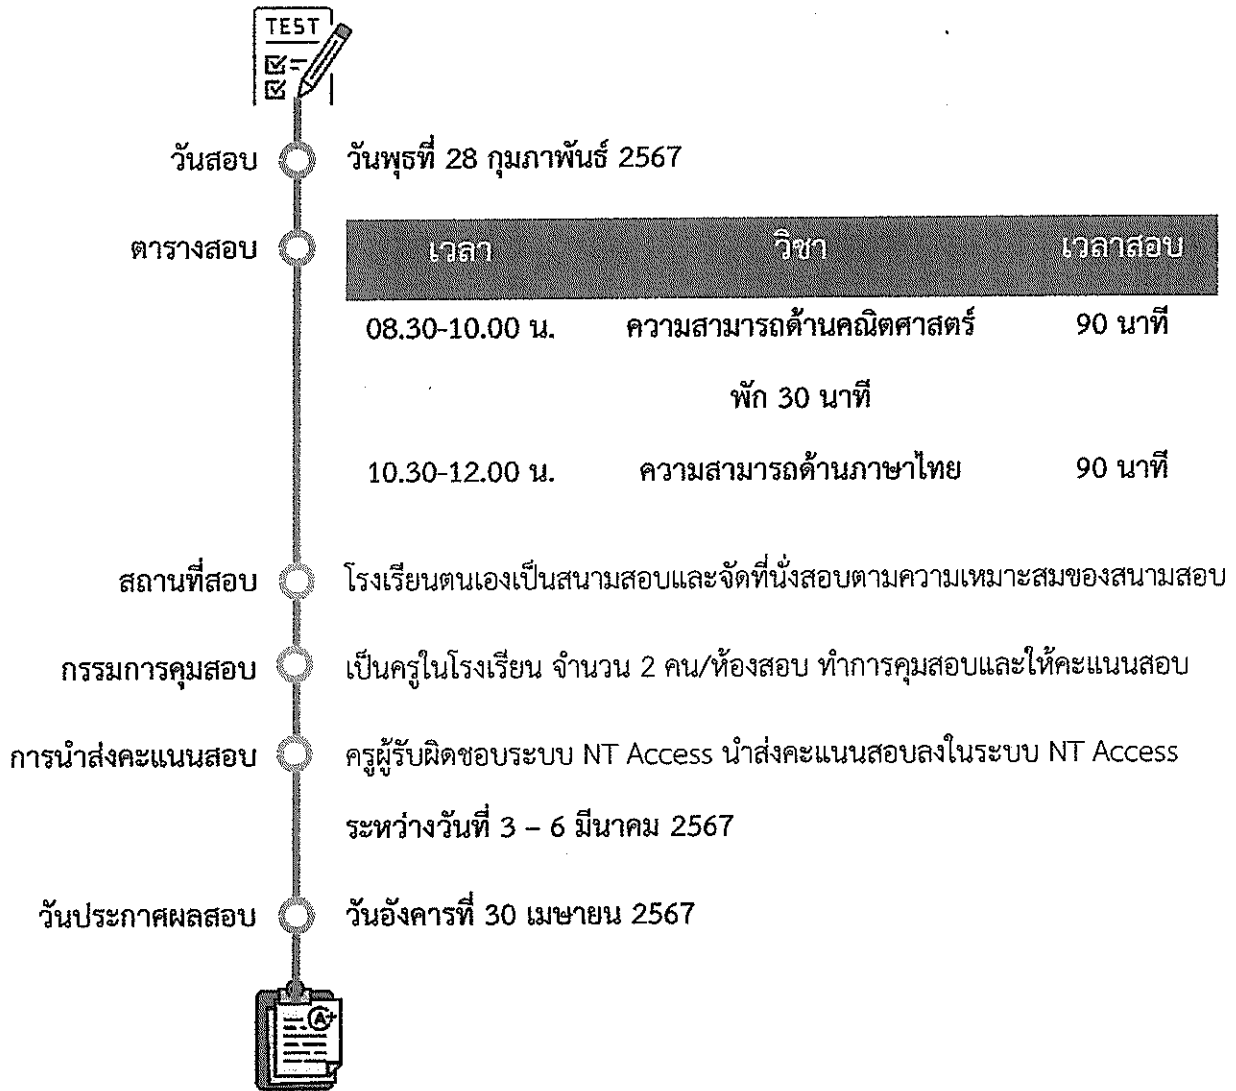 TEST
วันสอบ วันพุธที่ 28 กุมภาพันธ์ 2567
ตารางสอบ เวลา วิชา เวลาสอบ
08.30-10.00 น. ความสามารถด้านคณิตศาสตร์ 90 นาที
พัก 30 นาที
10.30-12.00 น. ความสามารถด้านภาษาไทย 90 นาที
สถานที่สอบ โรงเรียนตนเองเป็นสนามสอบและจัดที่นั่งสอบตามความเหมาะสมของสนามสอบ
กรรมการคุมสอบ เป็นครูในโรงเรียน จำนวน 2 คน/ห้องสอบ ทำการคุมสอบและให้คะแนนสอบ
การนำส่งคะแนนสอบ ครูผู้รับผิดชอบระบบ NT Access นำส่งคะแนนสอบลงในระบบ NT Access
ระหว่างวันที่ 3 – 6 มีนาคม 2567
วันประกาศผลสอบ วันอังคารที่ 30 เมษายน 2567
A+